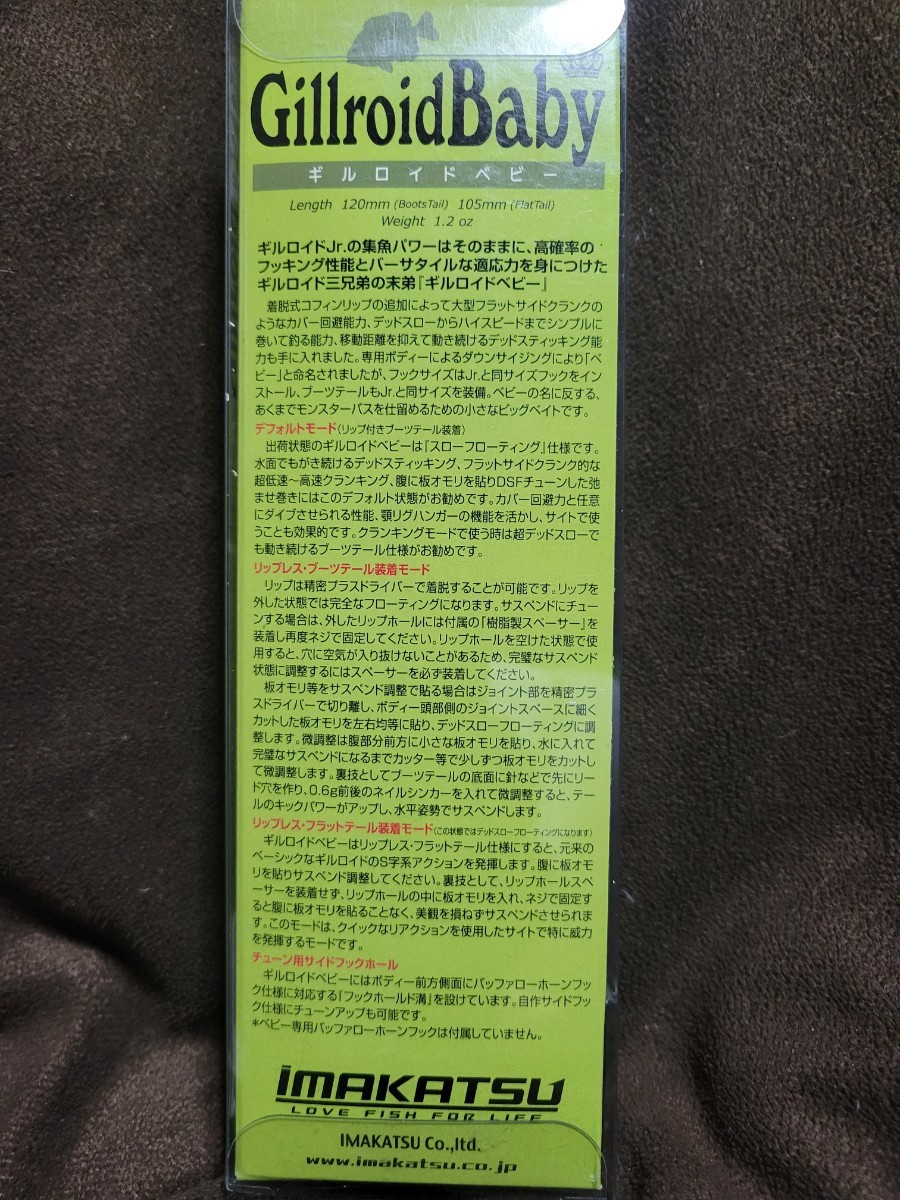 GillroidBaby
ギルロイドベビー
Length 120mm (BootsTail) 105mm (FlatTail)
Weight 1.2 oz
ギルロイドJr.の集魚パワーはそのままに、高確率の
フッキング性能とバーサタイルな適応力を身につけた
ギルロイド三兄弟の末弟「ギルロイドベビー」
着脱式コフィンリップの追加によって大型フラットサイドクランクの
ようなカバー回避能力、デッドスローからハイスピードまでシンプルに
巻いて釣る能力、移動距離を抑えて動き続けるデッドスティッキング能
力も手に入れました。専用ボディーによるダウンサイジングにより「ベ
ビー」と命名されましたが、フックサイズはJr.と同サイズフックをイン
ストール、ブーツテールもJr.と同サイズを装備。ベビーの名に反する、
あくまでモンスターバスを仕留めるための小さなビッグベイトです。
デフォルトモード(リップ付きブーツテール装着)
出荷状態のギルロイドベビーは『スローフローティング』仕様です。
水面でもがき続けるデッドスティッキング、フラットサイドクランク的な
超低速〜高速クランキング、腹に板オモリを貼りDSFチューンした弛
ませ巻きにはこのデフォルト状態がお勧めです。カバー回避力と任意
にダイブさせられる性能、顎リグハンガーの機能を活かし、サイトで使
うことも効果的です。クランキングモードで使う時は超デッドスローで
も動き続けるブーツテール仕様がお勧めです。
リップレス・ブーツテール装着モード
リップは精密プラスドライバーで着脱することが可能です。リップを
外した状態では完全なフローティングになります。サスペンドにチュー
ンする場合は、外したリップホールには付属の「樹脂製スペーサー」を
装着し再度ネジで固定してください。リップホールを空けた状態で使
用すると、穴に空気が入り抜けないことがあるため、完璧なサスペンド
状態に調整するにはスペーサーを必ず装着してください。
板オモリ等をサスペンド調整で貼る場合はジョイント部を精密プラ
スドライバーで切り離し、ボディー頭部側のジョイントスペースに細く
カットした板オモリを左右均等に貼り、デッドスローフローティングに調
整します。微調整は腹部分前方に小さな板オモリを貼り、水に入れて
完璧なサスペンドになるまでカッター等で少しずつ板オモリをカットし
て微調整します。裏技としてブーツテールの底面に針などで先にリー
ド穴を作り、0.6g前後のネイルシンカーを入れて微調整すると、テー
ルのキックパワーがアップし、水平姿勢でサスペンドします。
リップレス・フラットテール装着モード(この状態ではデッドスローフローティングになります)
ギルロイドベビーはリップレス・フラットテール仕様にすると、元来の
ベーシックなギルロイドのS字系アクションを発揮します。腹に板オモ
リを貼りサスペンド調整してください。裏技として、リップホールスペ
ーサーを装着せず、リップホールの中に板オモリを入れ、ネジで固定す
ると腹に板オモリを貼ることなく、美観を損ねずサスペンドさせられま
す。このモードは、クイックなリアクションを使用したサイトで特に威力
を発揮するモードです。
チューン用サイドフックホール
ギルロイドベビーにはボディー前方側面にバッファローホーンフッ
ク仕様に対応する「フックホールド溝」を設けています。自作サイドフッ
ク仕様にチューンアップも可能です。
*ベビー専用バッファローホーンフックは付属していません。
IMAKATSU
LOVE FISH FOR LIFE
IMAKATSU Co.,ltd.
www.imakatsu.co.jp